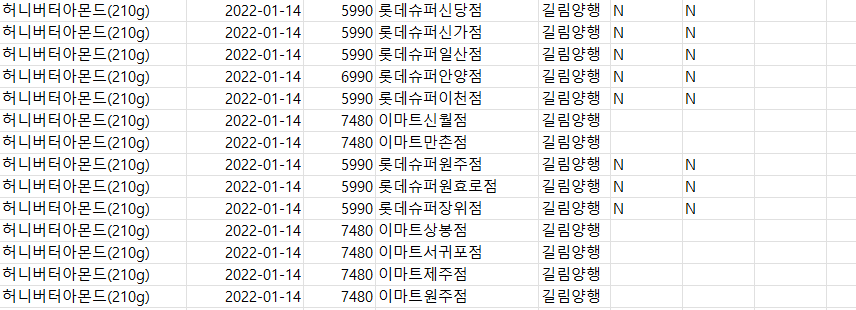 허니버터아몬드(210g) 2022-01-14 5990 롯데슈퍼신당점 길림양행 N N
허니버터아몬드(210g) 2022-01-14 5990 롯데슈퍼신가점 길림양행 N N
허니버터아몬드(210g) 2022-01-14 5990 롯데슈퍼일산점 길림양행 N N
허니버터아몬드(210g) 2022-01-14 6990 롯데슈퍼안양점 길림양행 N N
허니버터아몬드(210g) 2022-01-14 5990 롯데슈퍼이천점 길림양행 N N
허니버터아몬드(210g) 2022-01-14 7480 이마트신월점 길림양행
허니버터아몬드(210g) 2022-01-14 7480 이마트만촌점 길림양행
허니버터아몬드(210g) 2022-01-14 5990 롯데슈퍼원주점 길림양행 N N
허니버터아몬드(210g) 2022-01-14 5990 롯데슈퍼원효로점 길림양행 N N
허니버터아몬드(210g) 2022-01-14 5990 롯데슈퍼장위점 길림양행 N N
허니버터아몬드(210g) 2022-01-14 7480 이마트상봉점 길림양행
허니버터아몬드(210g) 2022-01-14 7480 이마트서귀포점 길림양행
허니버터아몬드(210g) 2022-01-14 7480 이마트제주점 길림양행
허니버터아몬드(210g) 2022-01-14 7480 이마트원주점 길림양행